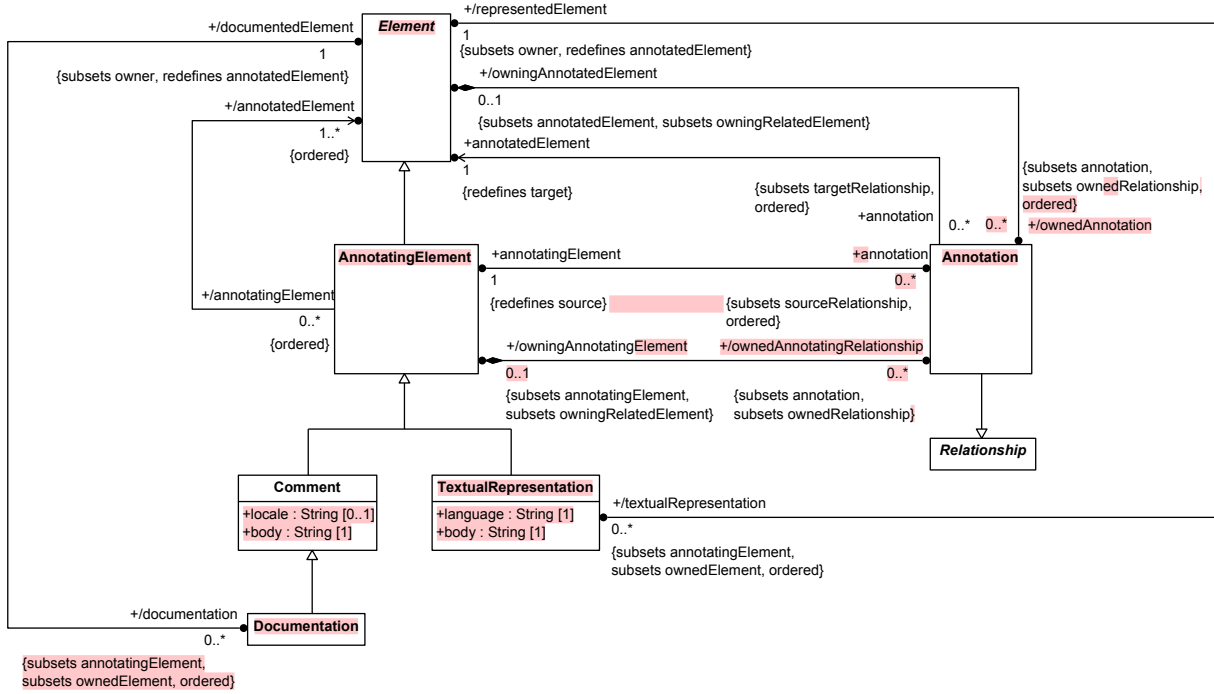 +/representedElement
+/documentedElement
Element
1
1
{subsets owner, redefines annotatedElement}
{subsets owner, redefines annotatedElement}
+/owningAnnotatedElement
0..1
+/annotatedElement
{subsets annotatedElement, subsets owningRelatedElement}
1..*
+annotatedElement
{ordered}
1
{redefines target}
{subsets annotation,
subsets ownedRelationship,
ordered}
{subsets targetRelationship,
ordered}
+annotation
0..*
0..*
+/ownedAnnotation
AnnotatingElement
+annotatingElement
+annotation
Annotation
1
0..*
+/annotatingElement
{redefines source}
{subsets sourceRelationship,
ordered}
0..*
{ordered}
+/owningAnnotatingElement
+/ownedAnnotatingRelationship
0..1
0..*
{subsets annotatingElement,
subsets owningRelatedElement}
{subsets annotation,
subsets ownedRelationship}
Relationship
Comment
TextualRepresentation
+locale : String [0..1]
+body : String [1]
+language : String [1]
+body : String [1]
+/textualRepresentation
0..*
{subsets annotatingElement,
subsets ownedElement, ordered}
+/documentation
Documentation
0..*
{subsets annotatingElement,
subsets ownedElement, ordered}